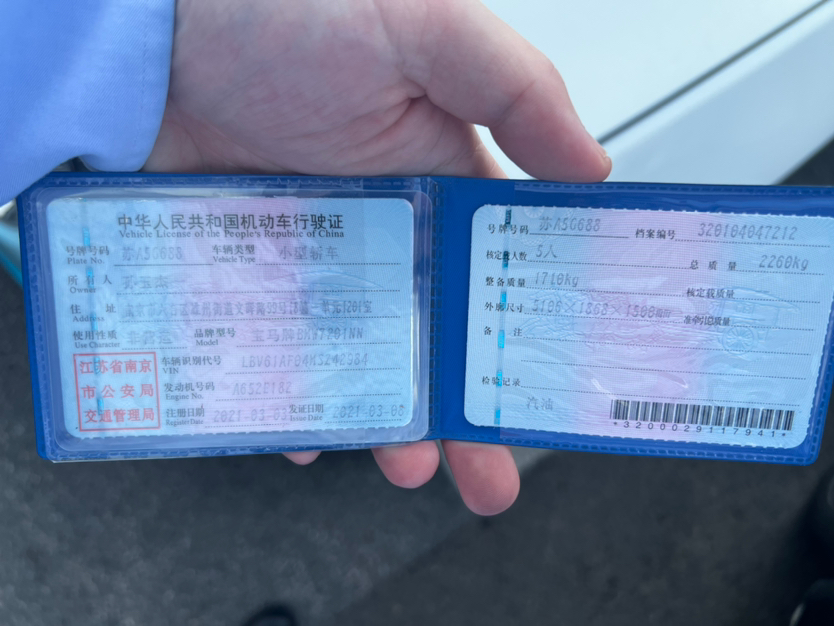 中华人民共和国机动车行驶证
Vehicle License of the People's Republic of China
号牌号码 苏A5G688 车辆类型 小型轿车
Plate No. Vehicle Type
所有人
Owner
住址
Address
使用性质 品牌型号 宝马牌
Use Character Model
江苏省南京
市公安局
交通管理局
车辆识别代号
VIN
发动机号码
Engine No.
注册日期 2021-03-03 发证日期 2021-03-08
Register Date Issue Date
号牌号码 苏A5G688 档案编号 320104047212
核定载人数 5人 总质量 2260kg
整备质量 1710kg 核定载质量
外廓尺寸 5106×1868×1500mm 准牵引总质量
备注
检验记录
汽油
*3200029117941*